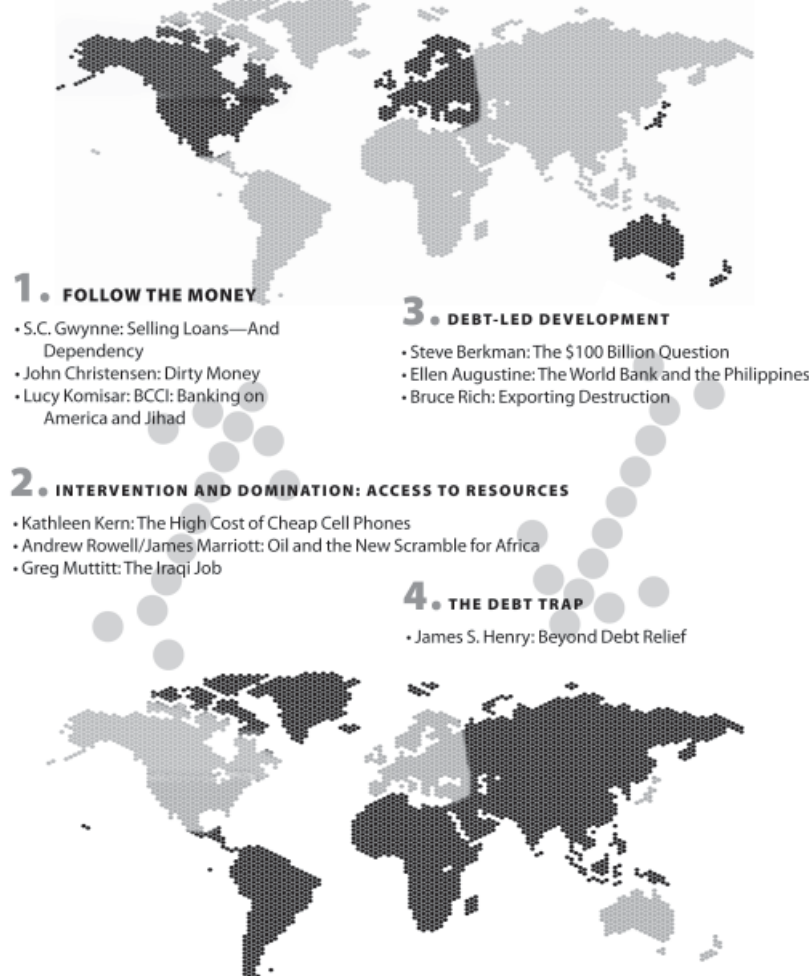 1. FOLLOW THE MONEY
• S.C. Gwynne: Selling Loans—And
Dependency
• John Christensen: Dirty Money
• Lucy Komisar: BCCI: Banking on
America and Jihad
3. DEBT-LED DEVELOPMENT
• Steve Berkman: The $100 Billion Question
• Ellen Augustine: The World Bank and the Philippines
• Bruce Rich: Exporting Destruction
2. INTERVENTION AND DOMINATION: ACCESS TO RESOURCES
• Kathleen Kern: The High Cost of Cheap Cell Phones
• Andrew Rowell/James Marriott: Oil and the New Scramble for Africa
• Greg Muttitt: The Iraqi Job
4. THE DEBT TRAP
• James S. Henry: Beyond Debt Relief